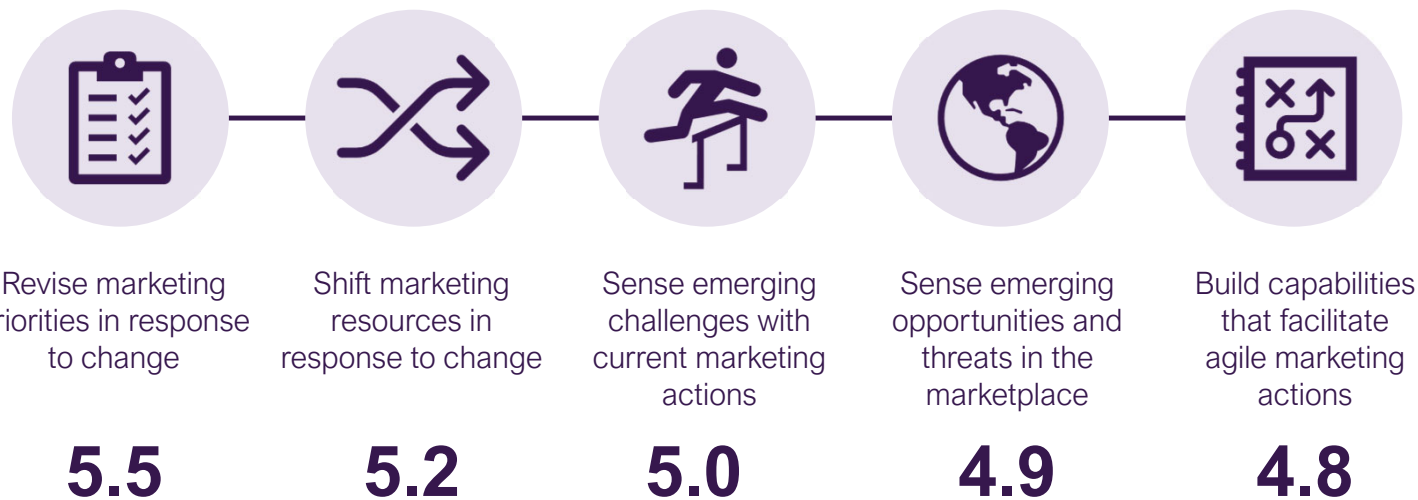 Revise marketing
riorities in response
to change
5.5
Shift marketing
resources in
response to change
5.2
Sense emerging
challenges with
current marketing
actions
5.0
Sense emerging
opportunities and
threats in the
marketplace
4.9
Build capabilities
that facilitate
agile marketing
actions
4.8